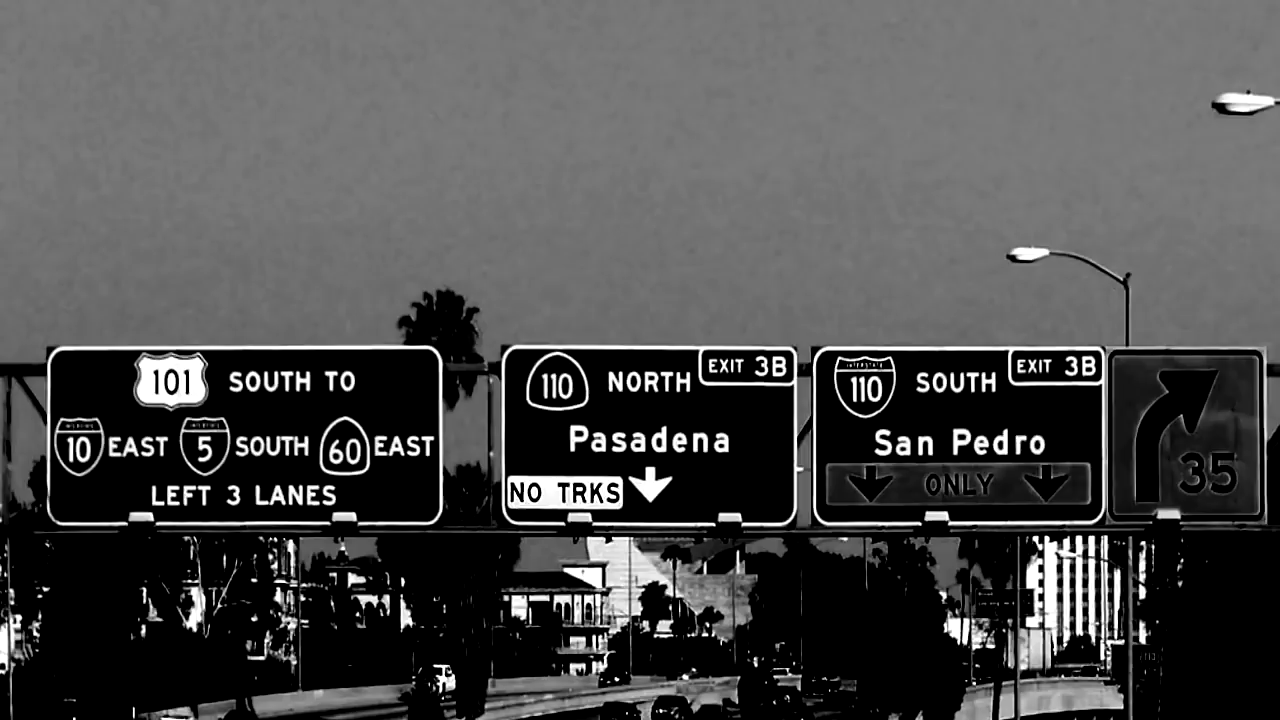 101 SOUTH TO
10 EAST 5 SOUTH 60 EAST
LEFT 3 LANES
EXIT 3B
110 NORTH
Pasadena
NO TRKS
EXIT 3B
INTERSTATE
110 SOUTH
San Pedro
ONLY
35